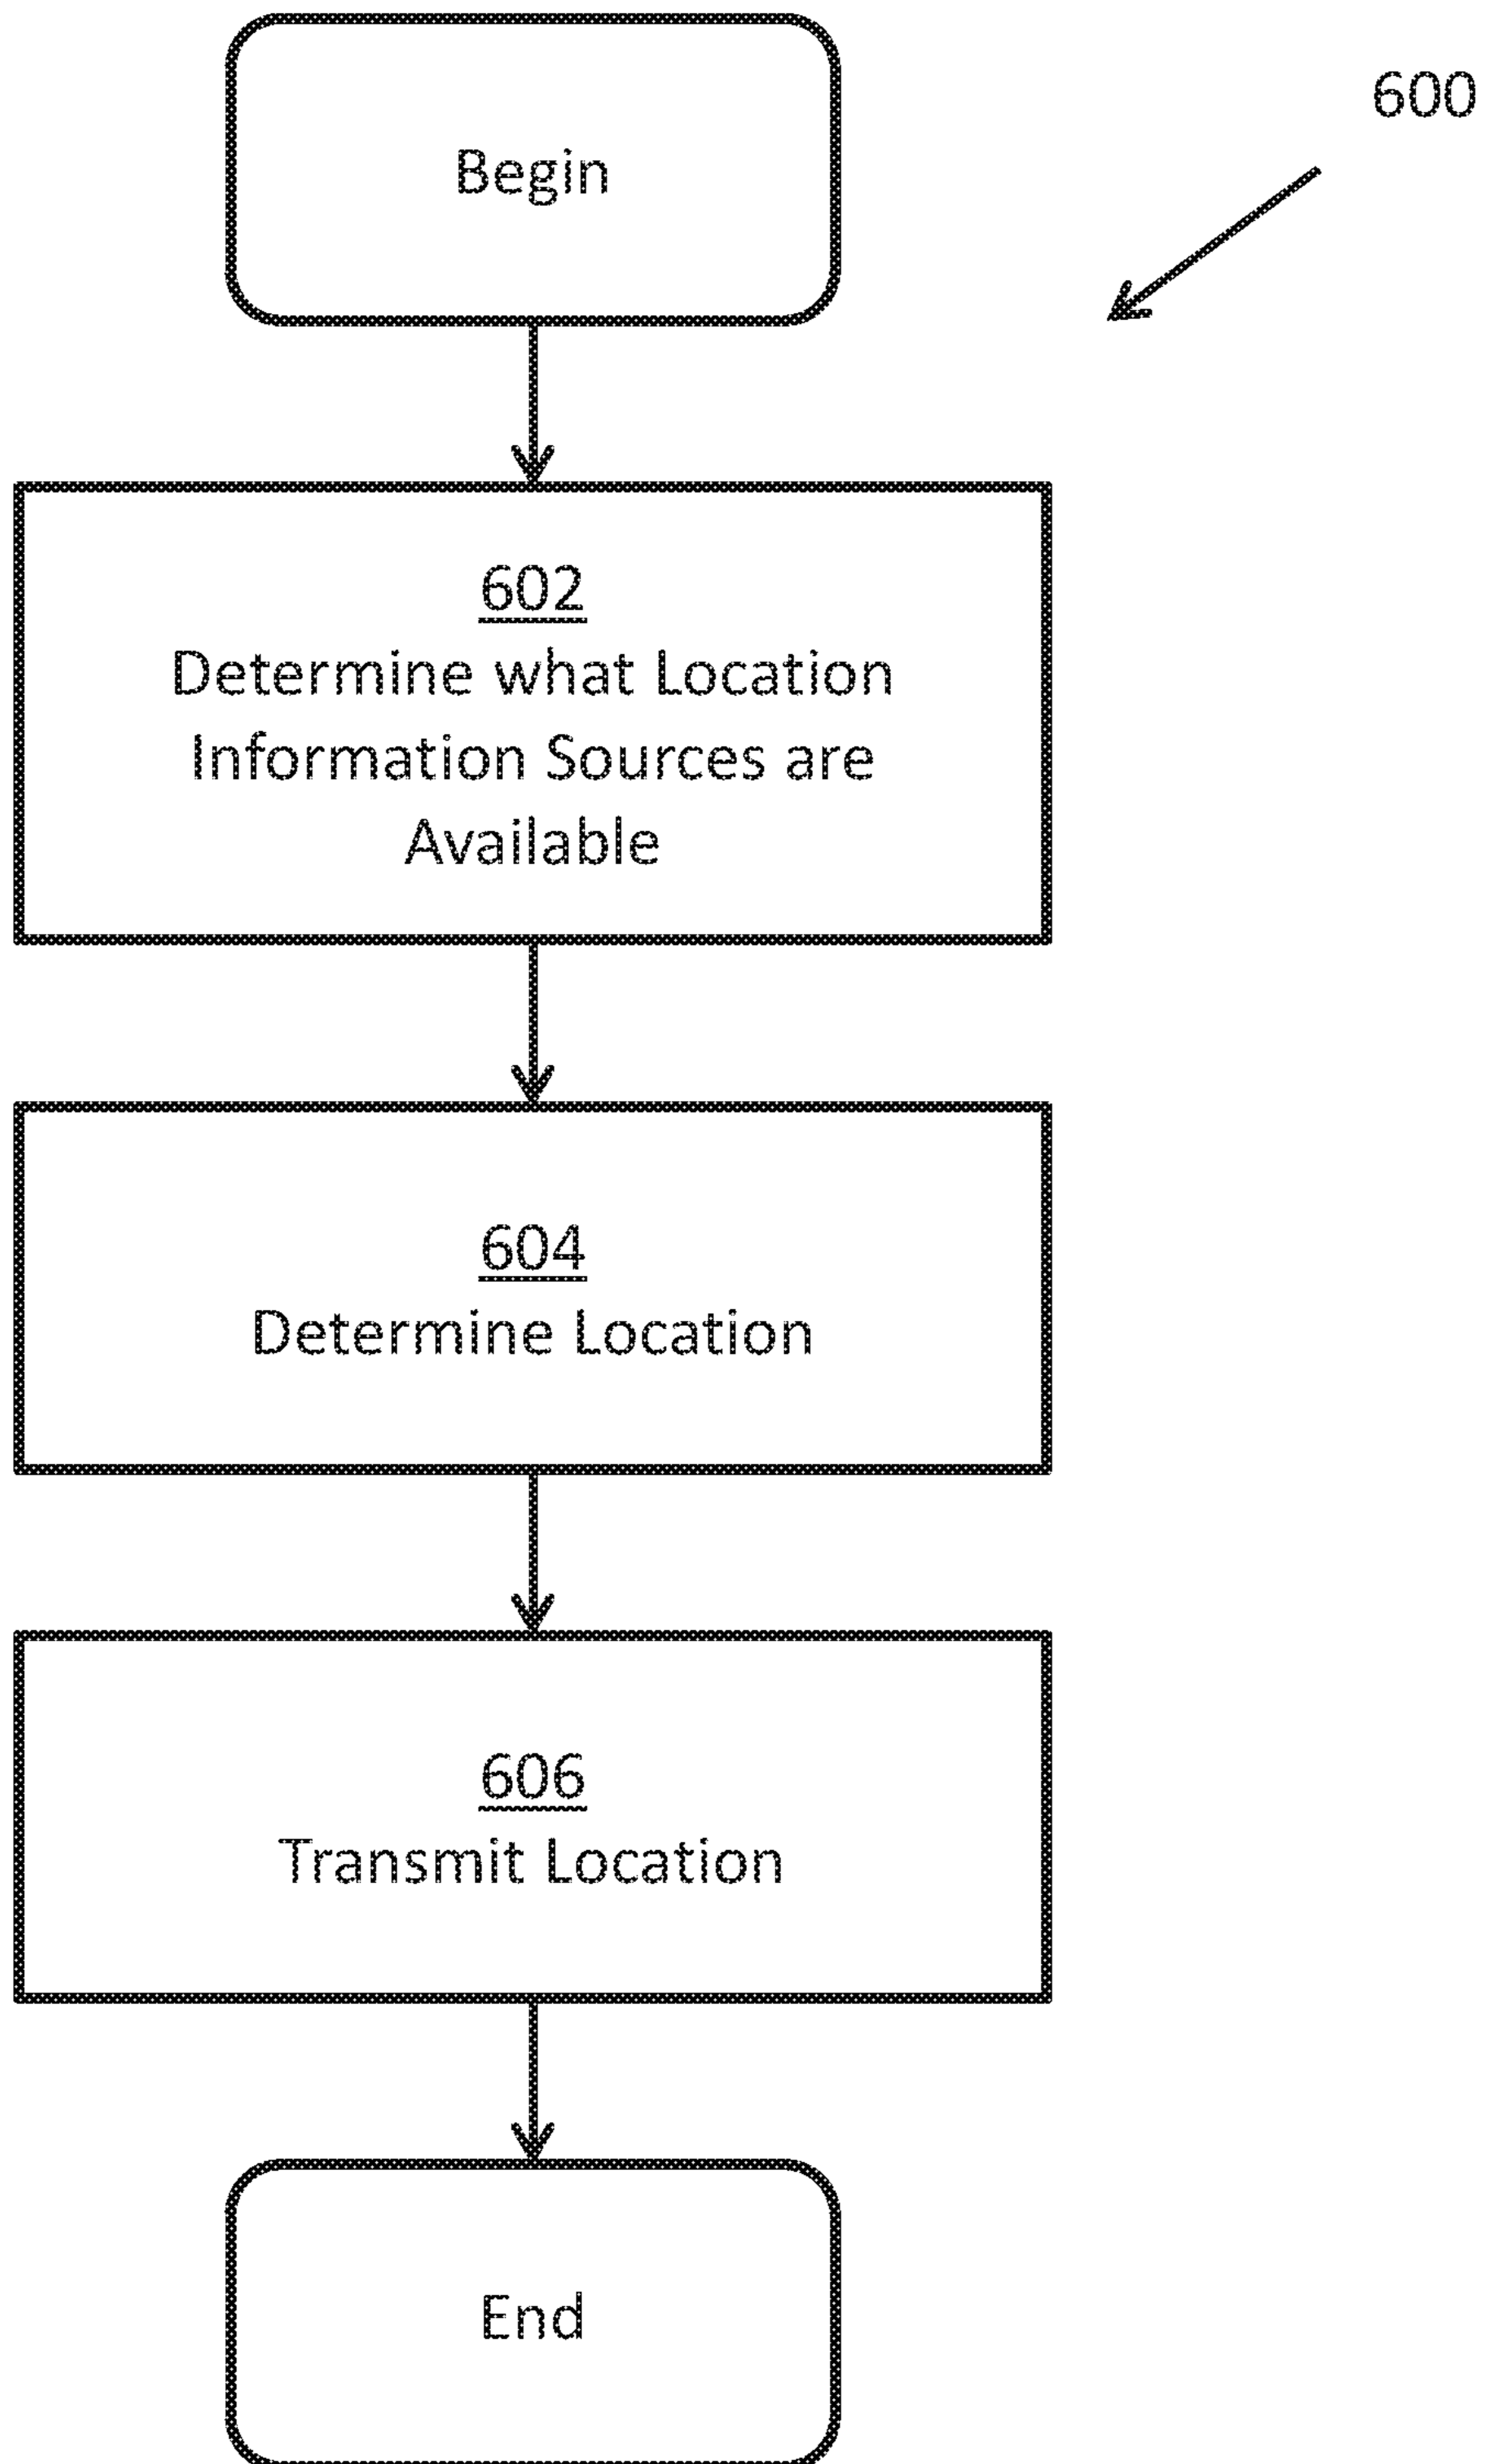 Begin
600
602
Determine what Location
Information Sources are
Available
604
Determine Location
606
Transmit Location
End